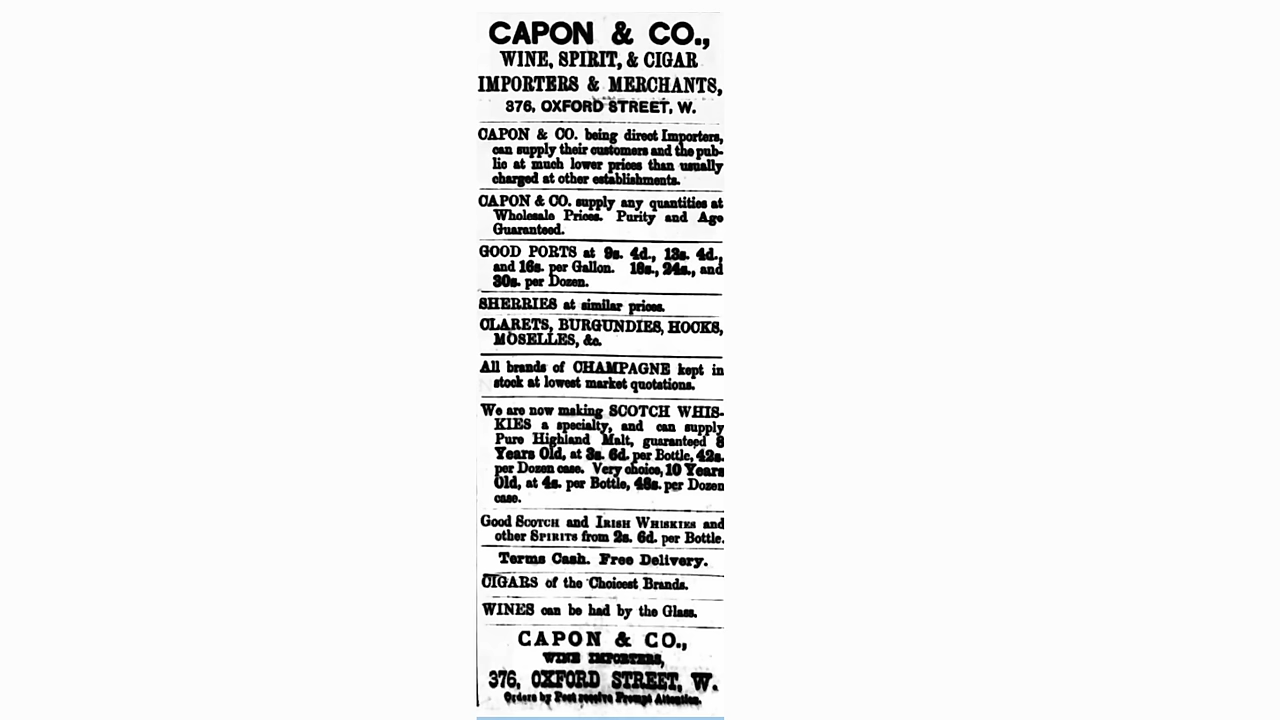 CAPON & CO.,
WINE, SPIRIT, & CIGAR
IMPORTERS & MERCHANTS,
376, OXFORD STREET, W.
CAPON & CO. being direct Importers,
can supply their customers and the pub-
lic at much lower prices than usually
charged at other establishments.
CAPON & CO. supply any quantities at
Wholesale Prices. Purity and Age
Guaranteed.
GOOD PORTS at 9s. 4d., 13s. 4d.,
and 16s. per Gallon. 18s., 24s., and
30s. per Dozen.
SHERRIES at similar prices.
CLARETS, BURGUNDIES, HOCKS,
MOSELLES, &c.
All brands of CHAMPAGNE kept in
stock at lowest market quotations.
We are now making SCOTCH WHIS-
KIES a specialty, and can supply
Pure Highland Malt, guaranteed 8
Years Old, at 3s. 6d. per Bottle, 42s.
per Dozen case. Very choice, 10 Years
Old, at 4s. per Bottle, 48s. per Dozen
case.
Good SCOTCH and IRISH WHISKIES and
other SPIRITS from 2s. 6d. per Bottle.
Terms Cash. Free Delivery.
CIGARS of the Choicest Brands.
WINES can be had by the Glass.
CAPON & CO.,
WINE IMPORTERS,
376, OXFORD STREET, W.
Orders by Post receive Prompt Attention.